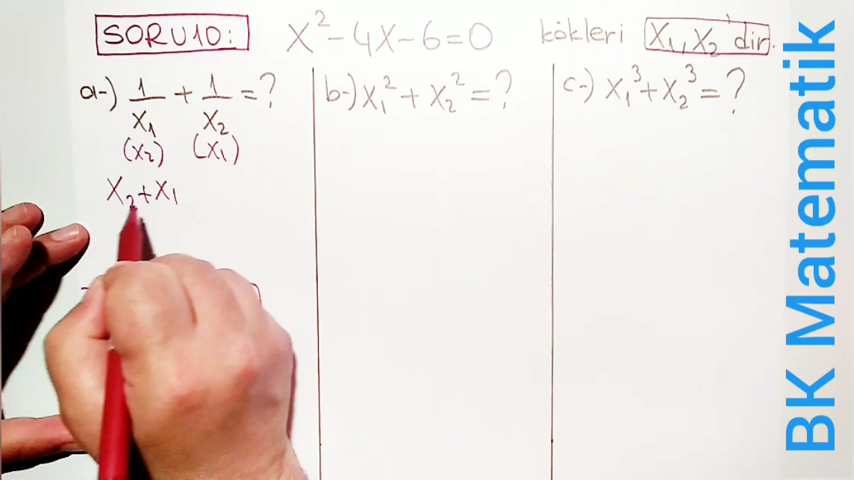 SORU10: x² - 4x - 6 = 0 kökleri x₁, x₂ dir.
a-) 1/x₁ + 1/x₂ = ?
(x₂) (x₁)
x₂ + x₁
b-) x₁² + x₂² = ?
c-) x₁³ + x₂³ = ?
BK Matematik